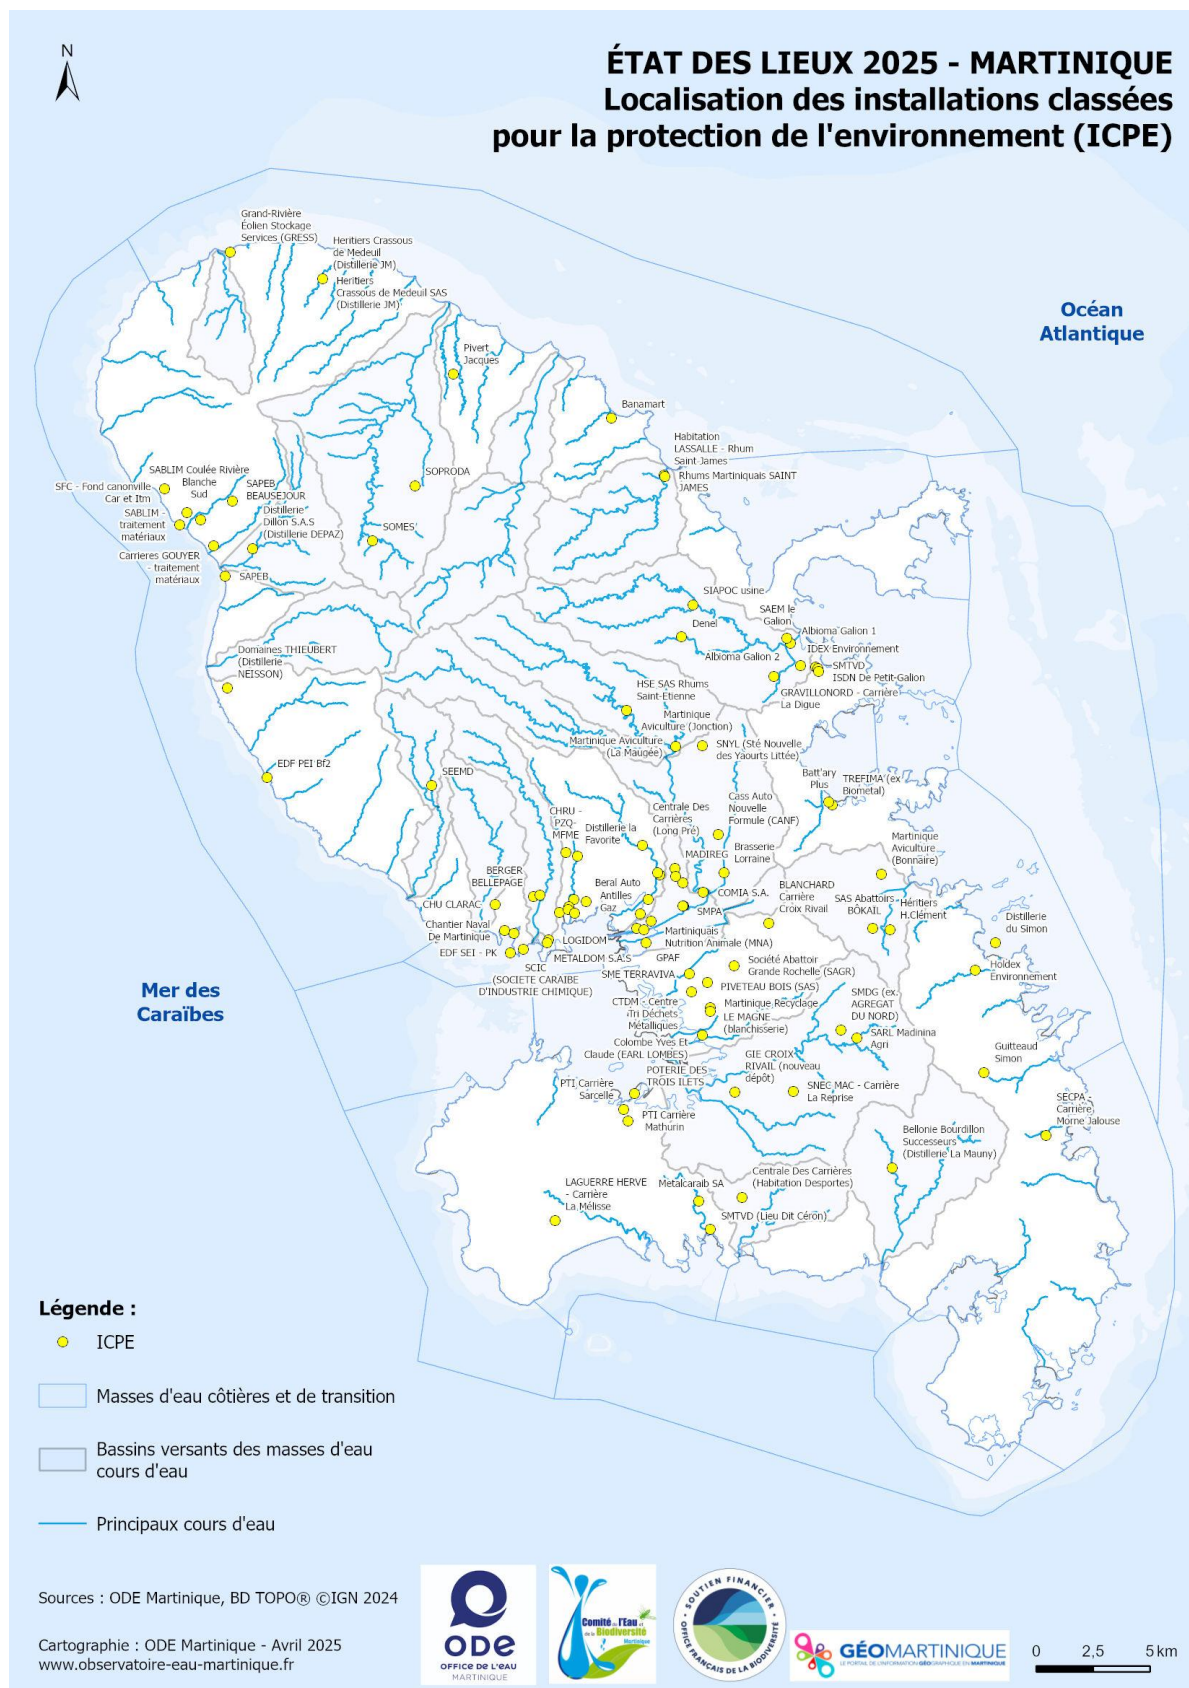 N
ÉTAT DES LIEUX 2025 - MARTINIQUE
Localisation des installations classées
pour la protection de l'environnement (ICPE)
Océan
Atlantique
Mer des
Caraïbes
Grand-Rivière
Éolien Stockage
Services (GRESS)
Heritiers Crassous
de Medeuil
(Distillerie JM)
Heritiers
Crassous de Medeuil SAS
(Distillerie JM)
Pivert
Jacques
Banamart
Habitation
LASSALLE - Rhum
Saint-James
Rhums Martiniquais SAINT
JAMES
SOPRODA
SABLIM Coulée Rivière
Blanche
Sud
SFC - Fond canonville
Car et Itm
SAPEB
BEAUSEJOUR
SABLIM -
traitement
matériaux
Distillerie
Dillon S.A.S
(Distillerie DEPAZ)
SOMES
Carrieres GOUYER
- traitement
matériaux
SAPEB
SIAPOC usine
Denel
SAEM le
Galion
Albioma Galion 1
IDEX Environnement
Albioma Galion 2
SMTVD
ISDN De Petit-Galion
GRAVILLONORD - Carrière
La Digue
Domaines THIEUBERT
(Distillerie
NEISSON)
HSE SAS Rhums
Saint-Etienne
Martinique
Aviculture (Jonction)
Martinique Aviculture
(La Maugée)
SNYL (Sté Nouvelle
des Yaourts Littée)
EDF PEI Bf2
SEEMD
Batt'ary
Plus
TREFIMA (ex
Biometal)
CHRU -
PZQ-
MFME
Distillerie la
Favorite
Centrale Des
Carrières
(Long Pré)
Cass Auto
Nouvelle
Formule (CANF)
MADIREG
Brasserie
Lorraine
Martinique
Aviculture
(Bonnaire)
BERGER
BELLEPAGE
Beral Auto
Antilles
Gaz
COMIA S.A.
BLANCHARD
Carrière
Croix Rivail
SAS Abattoirs
BÔKAIL
Héritiers
H.Clément
Distillerie
du Simon
CHU CLARAC
SMPA
Chantier Naval
De Martinique
LOGIDOM
Martiniquais
Nutrition Animale (MNA)
EDF SEI - PK
METALDOM S.A.S
GPAF
SCIC
(SOCIETE CARAIBE
D'INDUSTRIE CHIMIQUE)
SME TERRAVIVA
Société Abattoir
Grande Rochelle (SAGR)
Holdex
Environnement
PIVETEAU BOIS (SAS)
CTDM - Centre
Tri Déchets
Métalliques
Martinique Recyclage
LE MAGNE
(blanchisserie)
SMDG (ex
AGREGAT
DU NORD)
SARL Madinina
Agri
Colombe Yves Et
Claude (EARL LOMBES)
GIE CROIX
RIVAIL (nouveau
dépôt)
Guitteaud
Simon
POTERIE DES
TROIS ILETS
PTI Carrière
Sarcelle
SNEC MAC - Carrière
La Reprise
PTI Carrière
Mathurin
SECPA -
Carrière
Morne Jalouse
Bellonie Bourdillon
Successeurs
(Distillerie La Mauny)
Centrale Des Carrières
(Habitation Desportes)
LAGUERRE HERVE
- Carrière
La Mélisse
Metalcaraib SA
SMTVD (Lieu Dit Céron)
Légende :
ICPE
Masses d'eau côtières et de transition
Bassins versants des masses d'eau
cours d'eau
Principaux cours d'eau
Sources : ODE Martinique, BD TOPO® ©IGN 2024
Cartographie : ODE Martinique - Avril 2025
www.observatoire-eau-martinique.fr
ODE
OFFICE DE L'EAU
MARTINIQUE
Comité de l'Eau et
de la Biodiversité
Martinique
SOUTIEN FINANCIER
OFFICE FRANÇAIS DE LA BIODIVERSITÉ
GÉOMARTINIQUE
LE PORTAIL DE L'INFORMATION GÉOGRAPHIQUE EN MARTINIQUE
0 2,5 5 km